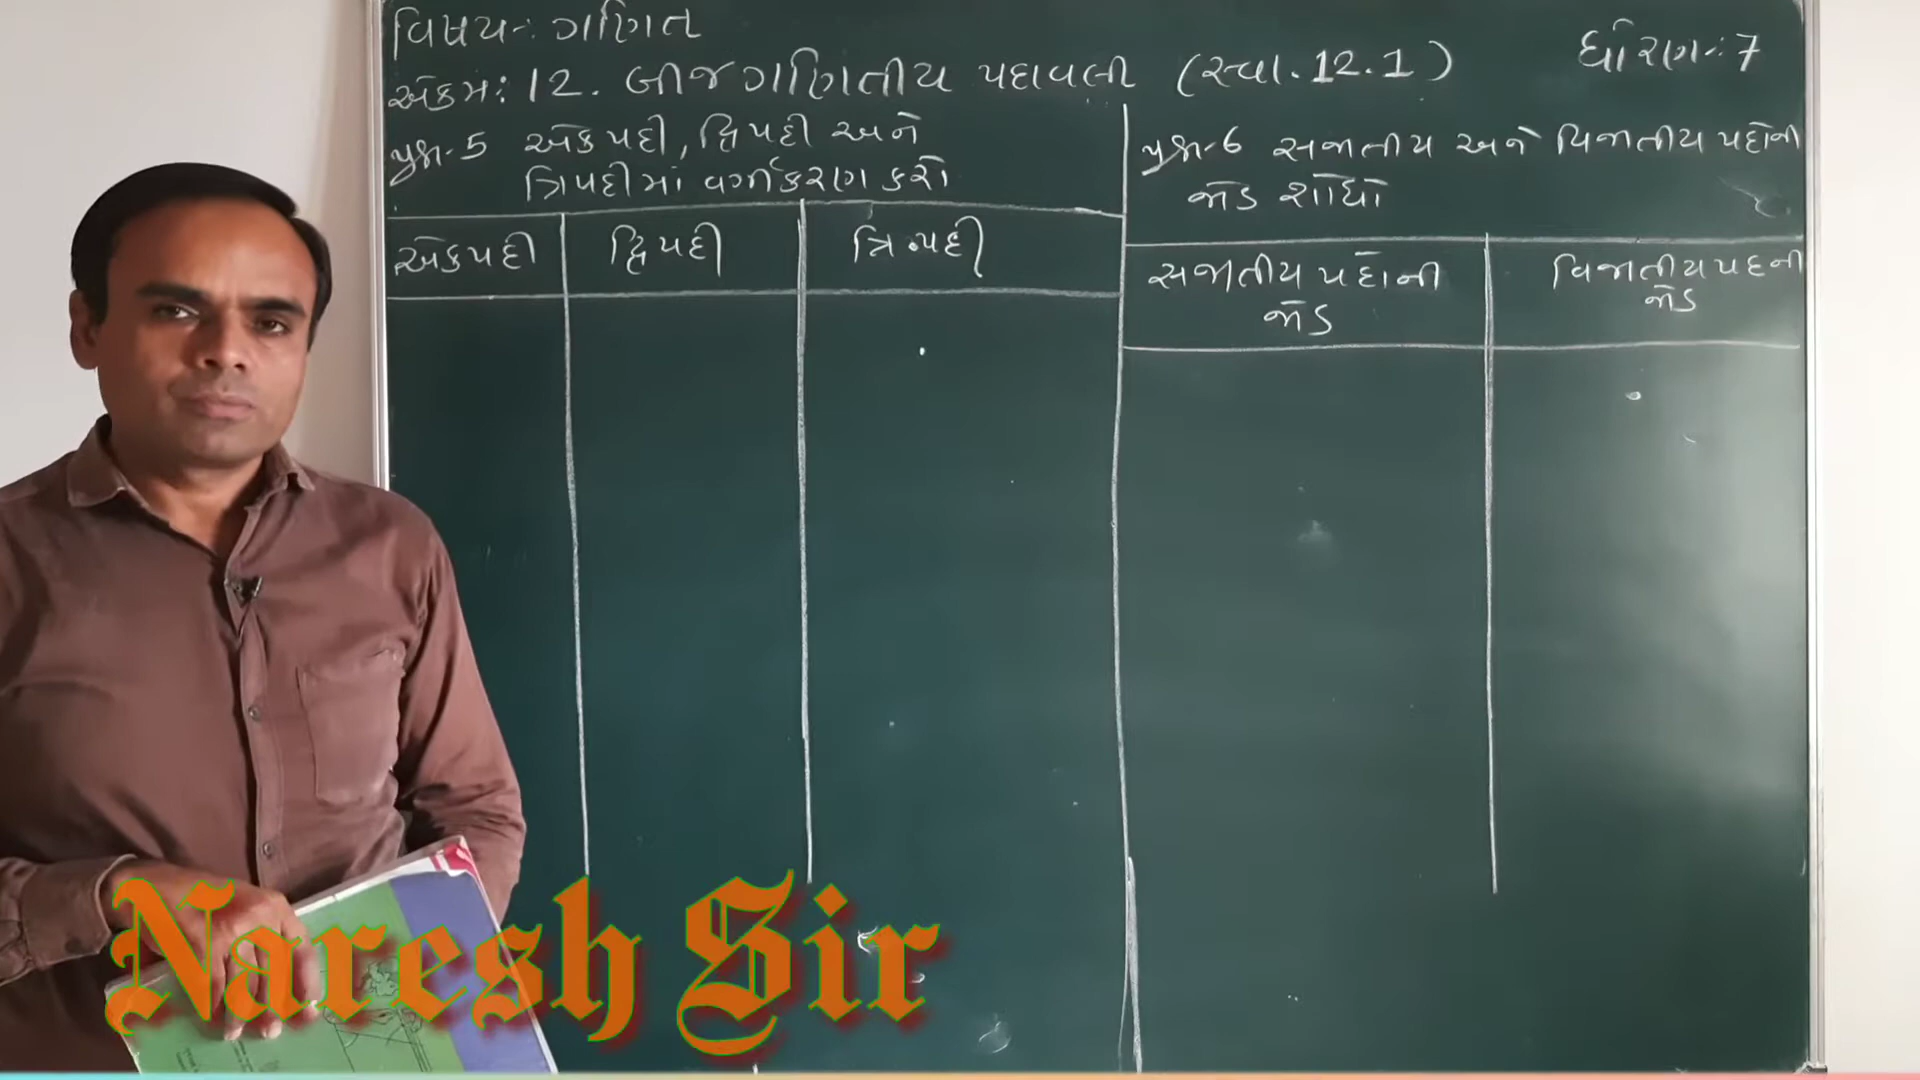 વિષય: ગણિત
ધોરણ: 7
એકમ: 12. બીજગણિતીય પદાવલી (સ્વા. 12.1)
પ્રશ્ન-5 એકપદી, દ્વિપદી અને
ત્રિપદીમાં વર્ગીકરણ કરો
એકપદી દ્વિપદી ત્રિપદી
પ્રશ્ન-6 સજાતીય અને વિજાતીય પદોની
જોડ શોધો
સજાતીય પદોની
જોડ
વિજાતીય પદની
જોડ
Naresh Sir